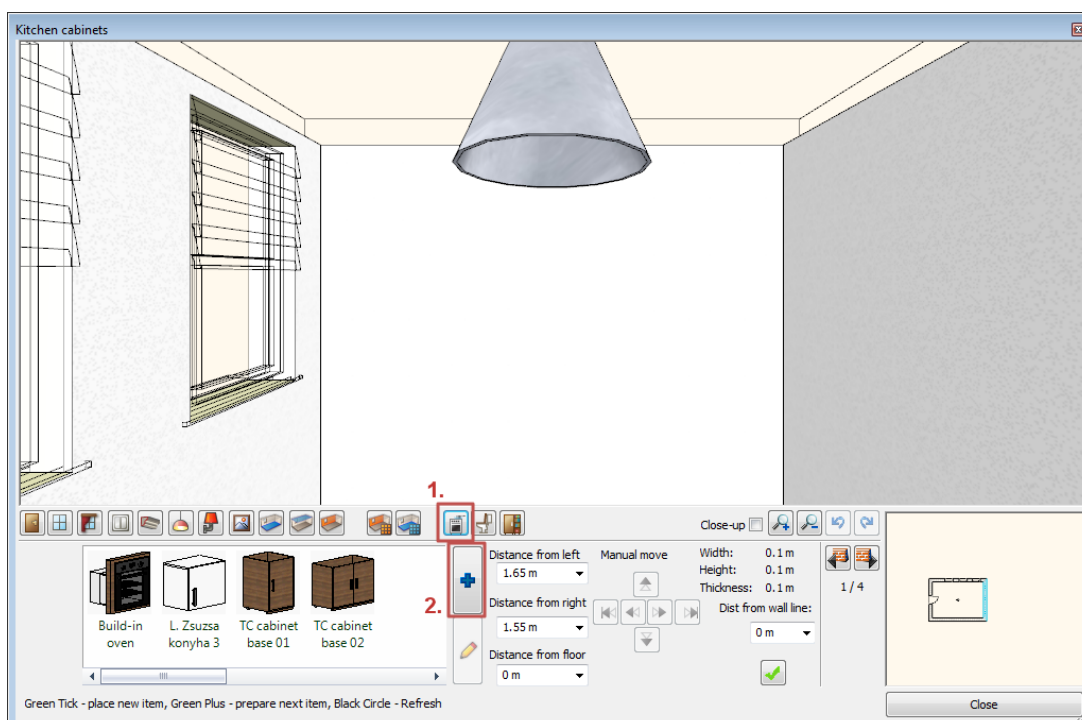 Kitchen cabinets
1.
Close-up
2.
Build-in
oven
L. Zsuzsa
konyha 3
TC cabinet
base 01
TC cabinet
base 02
Distance from left
1.65 m
Distance from right
1.55 m
Distance from floor
0 m
Manual move
Width: 0.1 m
Height: 0.1 m
Thickness: 0.1 m
Dist from wall line:
0 m
1 / 4
Green Tick - place new item, Green Plus - prepare next item, Black Circle - Refresh
Close